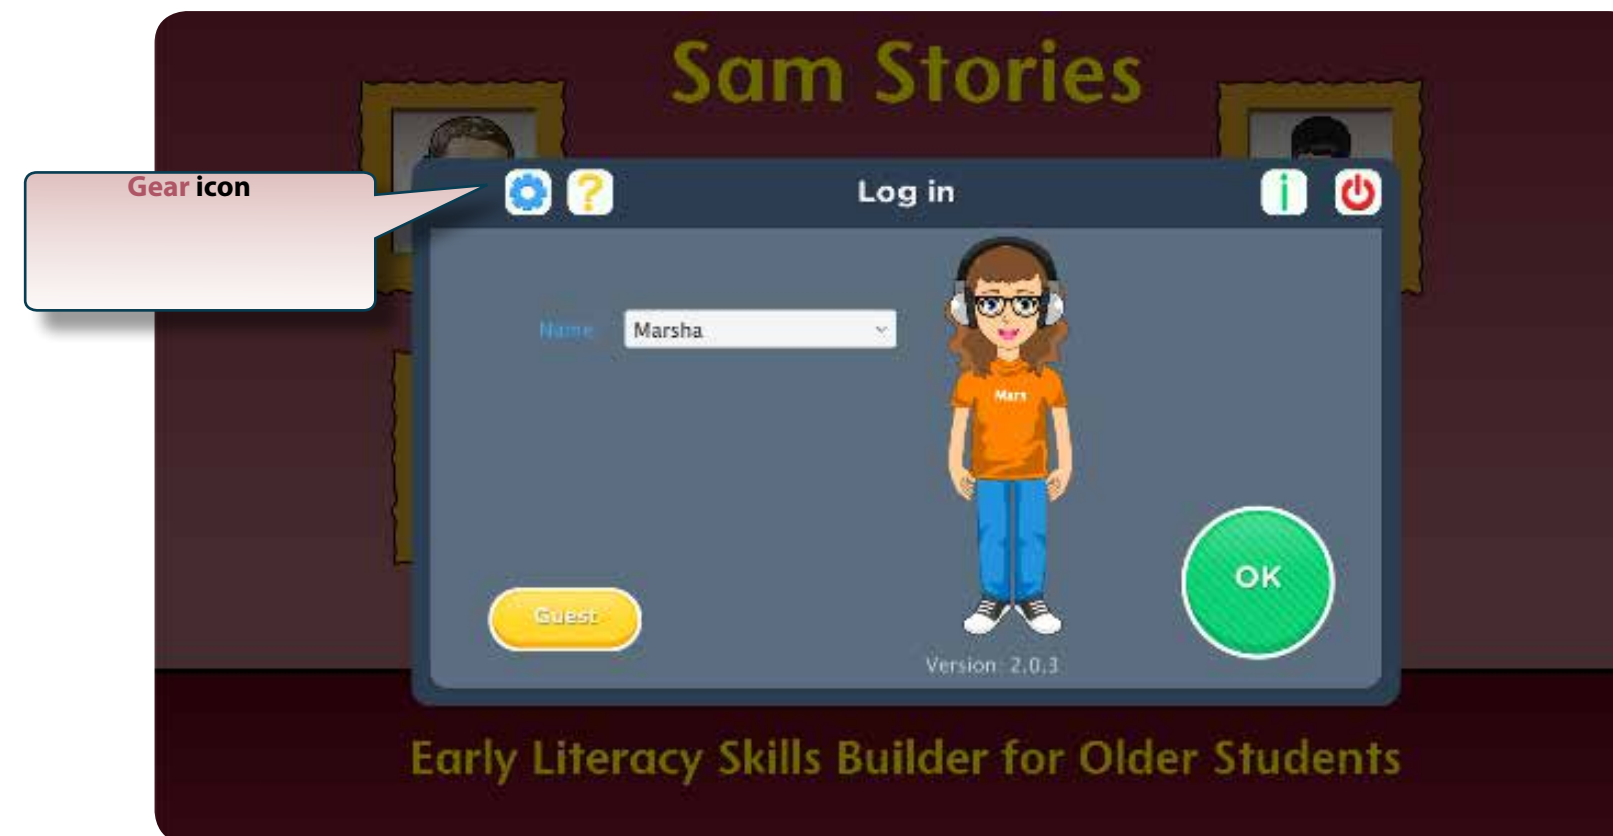 Sam Stories
Gear icon
?
Log in
i
Name
Marsha
Mars
OK
Guest
Version: 2.0.3
Early Literacy Skills Builder for Older Students